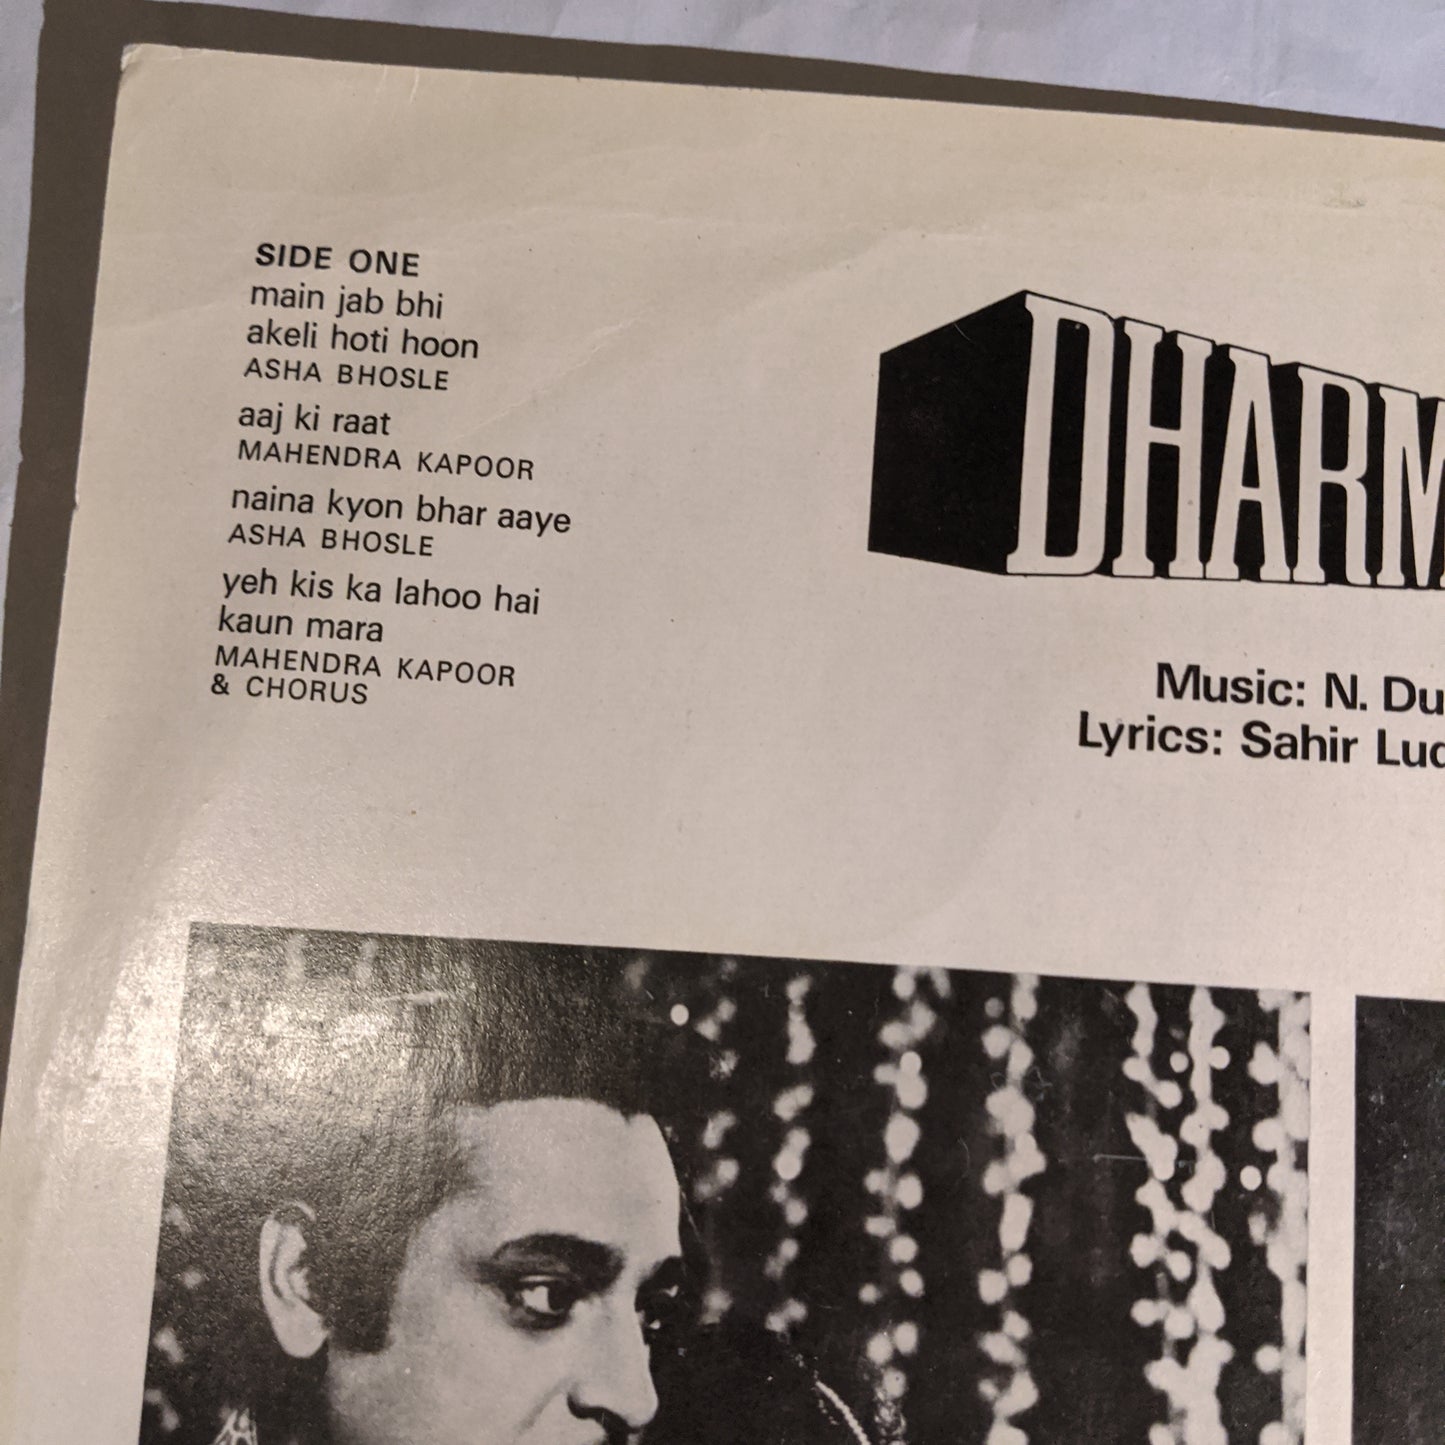 SIDE ONE
main jab bhi
akeli hoti hoon
ASHA BHOSLE
aaj ki raat
MAHENDRA KAPOOR
naina kyon bhar aaye
ASHA BHOSLE
yeh kis ka lahoo hai
kaun mara
MAHENDRA KAPOOR
& CHORUS
DHARM
Music: N. Du
Lyrics: Sahir Lud